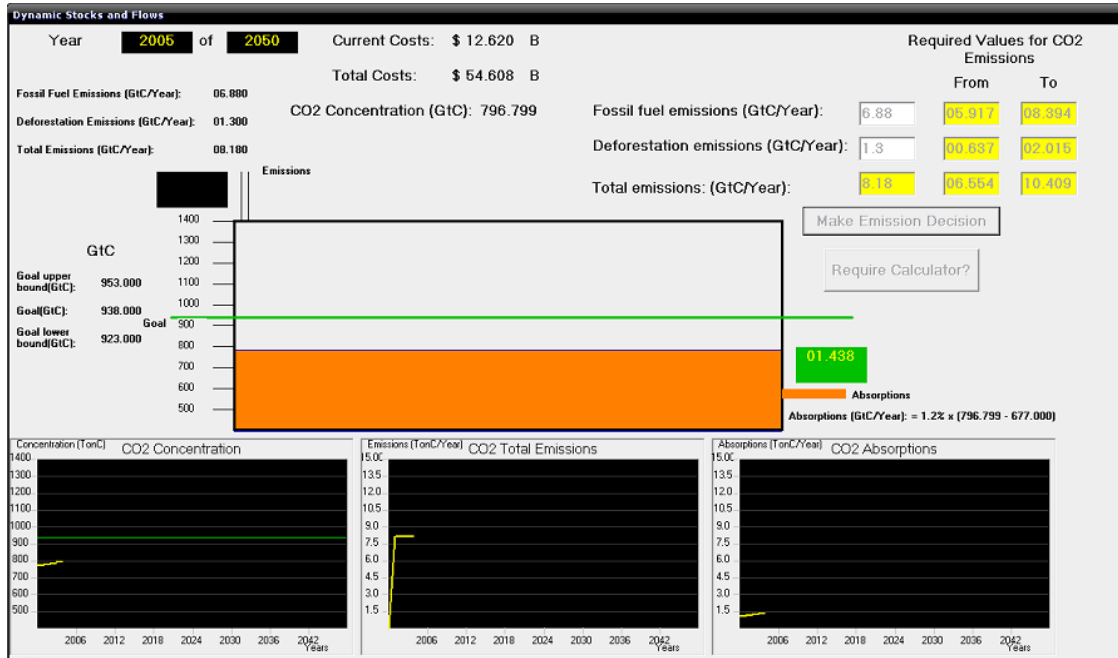 Dynamic Stocks and Flows
Year 2005 of 2050
Current Costs: $ 12.620 B
Total Costs: $ 54.608 B
CO2 Concentration (GtC): 796.799
Fossil Fuel Emissions (GtC/Year): 06.880
Deforestation Emissions (GtC/Year): 01.300
Total Emissions (GtC/Year): 08.180
Required Values for CO2
Emissions
From To
Fossil fuel emissions (GtC/Year): 6.88 05.917 08.394
Deforestation emissions (GtC/Year): 1.3 00.637 02.015
Total emissions: (GtC/Year): 8.18 06.554 10.409
Make Emission Decision
Require Calculator?
Emissions
GtC
Goal upper
bound(GtC): 953.000
Goal(GtC): 938.000
Goal lower
bound(GtC): 923.000
Goal
1400
1300
1200
1100
1000
900
800
700
600
500
01.438
Absorptions
Absorptions (GtC/Year): = 1.2% x (796.799 - 677.000)
Concentration (TonC)
CO2 Concentration
1400
1300
1200
1100
1000
900
800
700
600
500
2006 2012 2018 2024 2030 2036 2042
Years
Emissions (TonC/Year)
CO2 Total Emissions
15.0C
13.5
12.0
10.5
9.0
7.5
6.0
4.5
3.0
1.5
2006 2012 2018 2024 2030 2036 2042
Years
Absorptions (TonC/Year)
CO2 Absorptions
15.0C
13.5
12.0
10.5
9.0
7.5
6.0
4.5
3.0
1.5
2006 2012 2018 2024 2030 2036 2042
Years